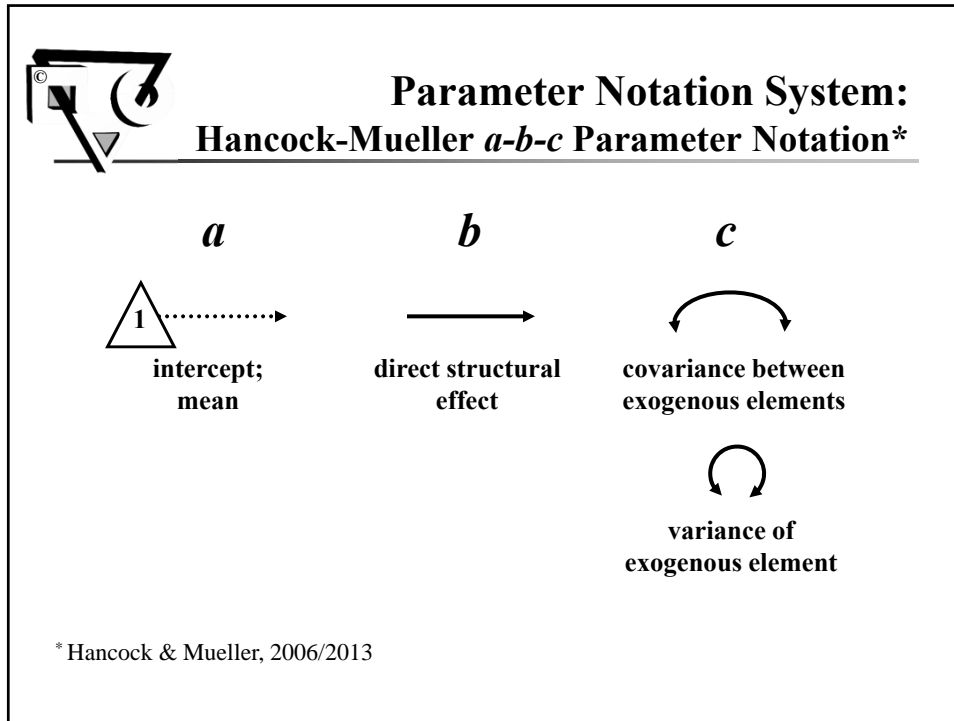 ©
Parameter Notation System:
Hancock-Mueller a-b-c Parameter Notation*
a
b
c
1
intercept;
mean
direct structural
effect
covariance between
exogenous elements
variance of
exogenous element
* Hancock & Mueller, 2006/2013